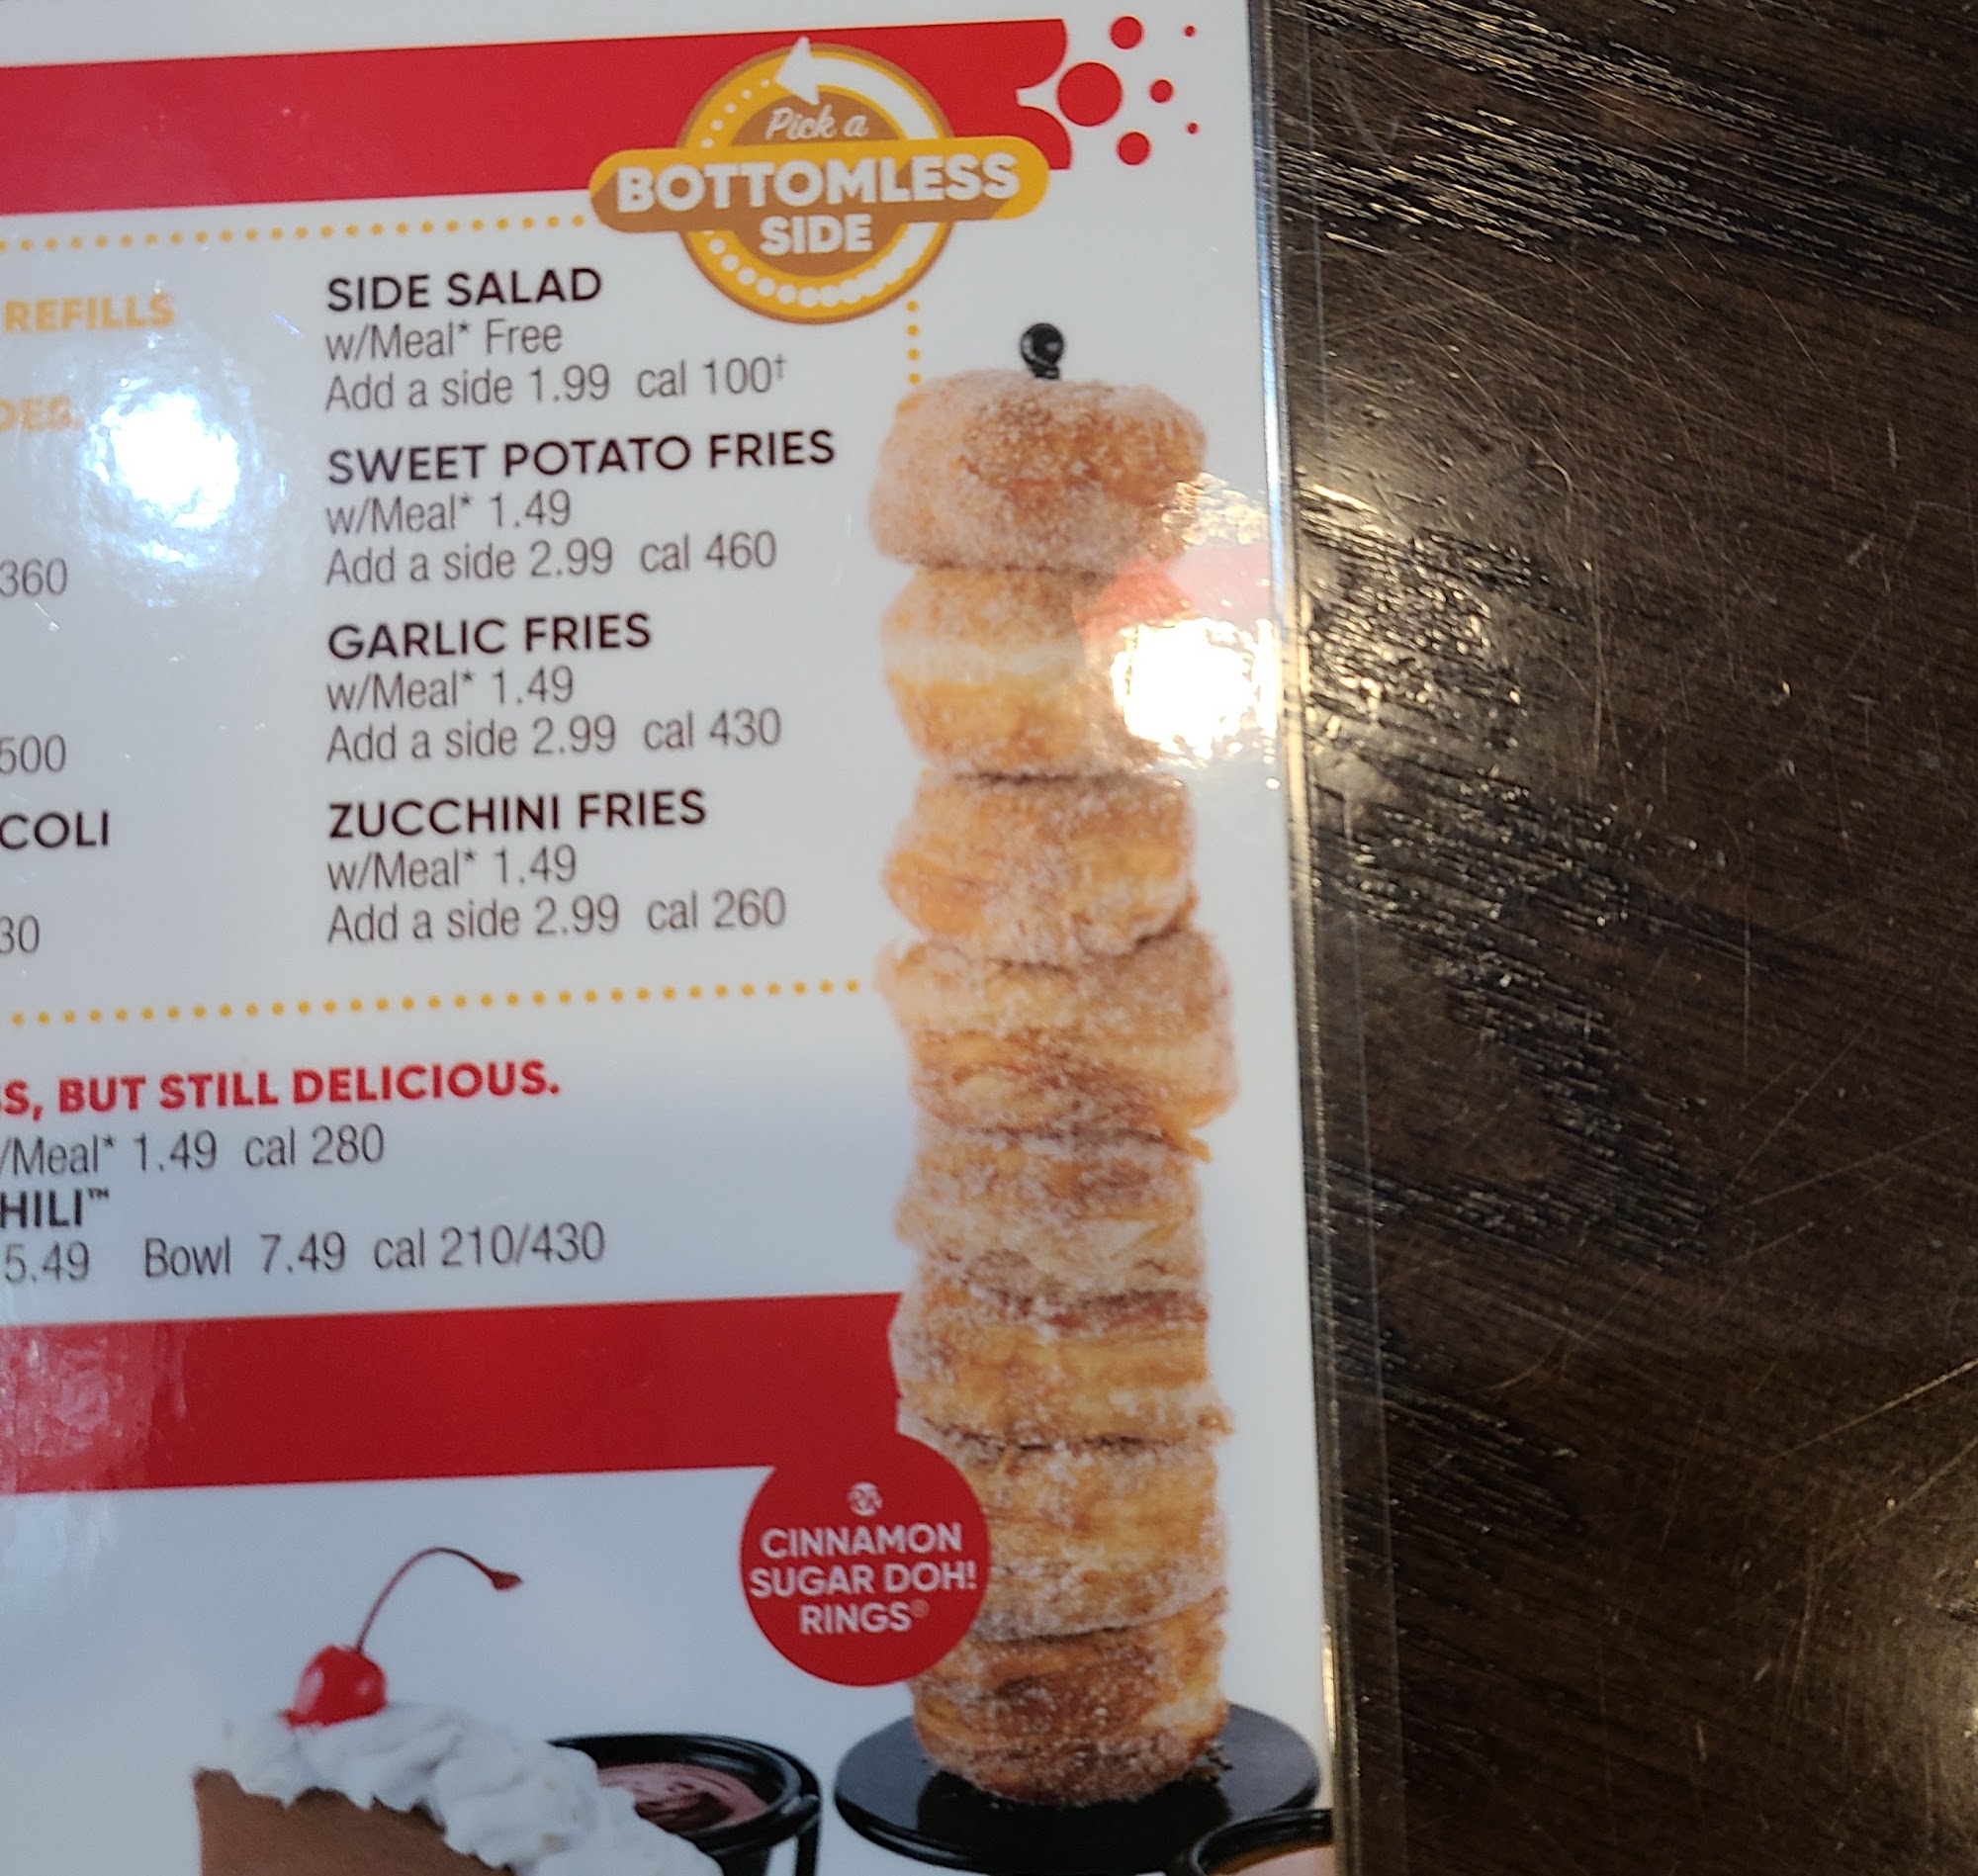 Pick a
BOTTOMLESS
SIDE
REFILLS
DES.
360
500
COLI
30
SIDE SALAD
w/Meal* Free
Add a side 1.99 cal 100†
SWEET POTATO FRIES
w/Meal* 1.49
Add a side 2.99 cal 460
GARLIC FRIES
w/Meal* 1.49
Add a side 2.99 cal 430
ZUCCHINI FRIES
w/Meal* 1.49
Add a side 2.99 cal 260
SS, BUT STILL DELICIOUS.
/Meal* 1.49 cal 280
HILI™
5.49 Bowl 7.49 cal 210/430
CINNAMON
SUGAR DOH!
RINGS®